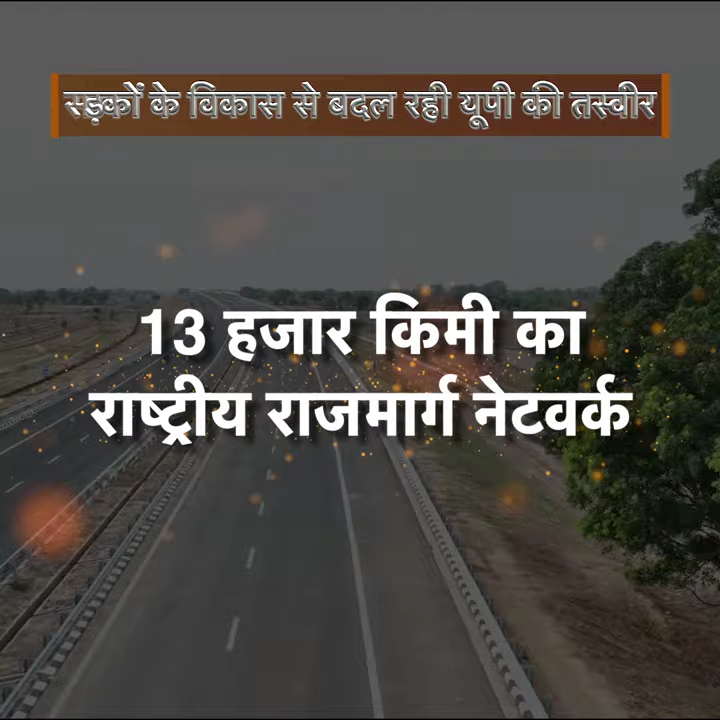 सड़कों के विकास से बदल रही यूपी की तस्वीर
13 हजार किमी का
राष्ट्रीय राजमार्ग नेटवर्क